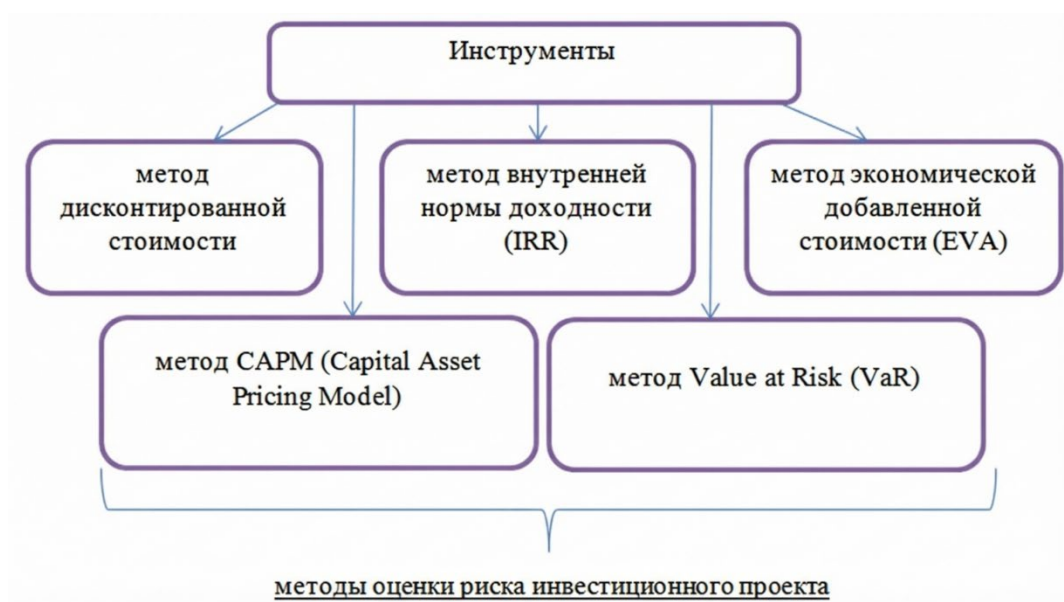 Инструменты
метод
дисконтированной
стоимости
метод внутренней
нормы доходности
(IRR)
метод экономической
добавленной
стоимости (EVA)
метод CAPM (Capital Asset
Pricing Model)
метод Value at Risk (VaR)
методы оценки риска инвестиционного проекта